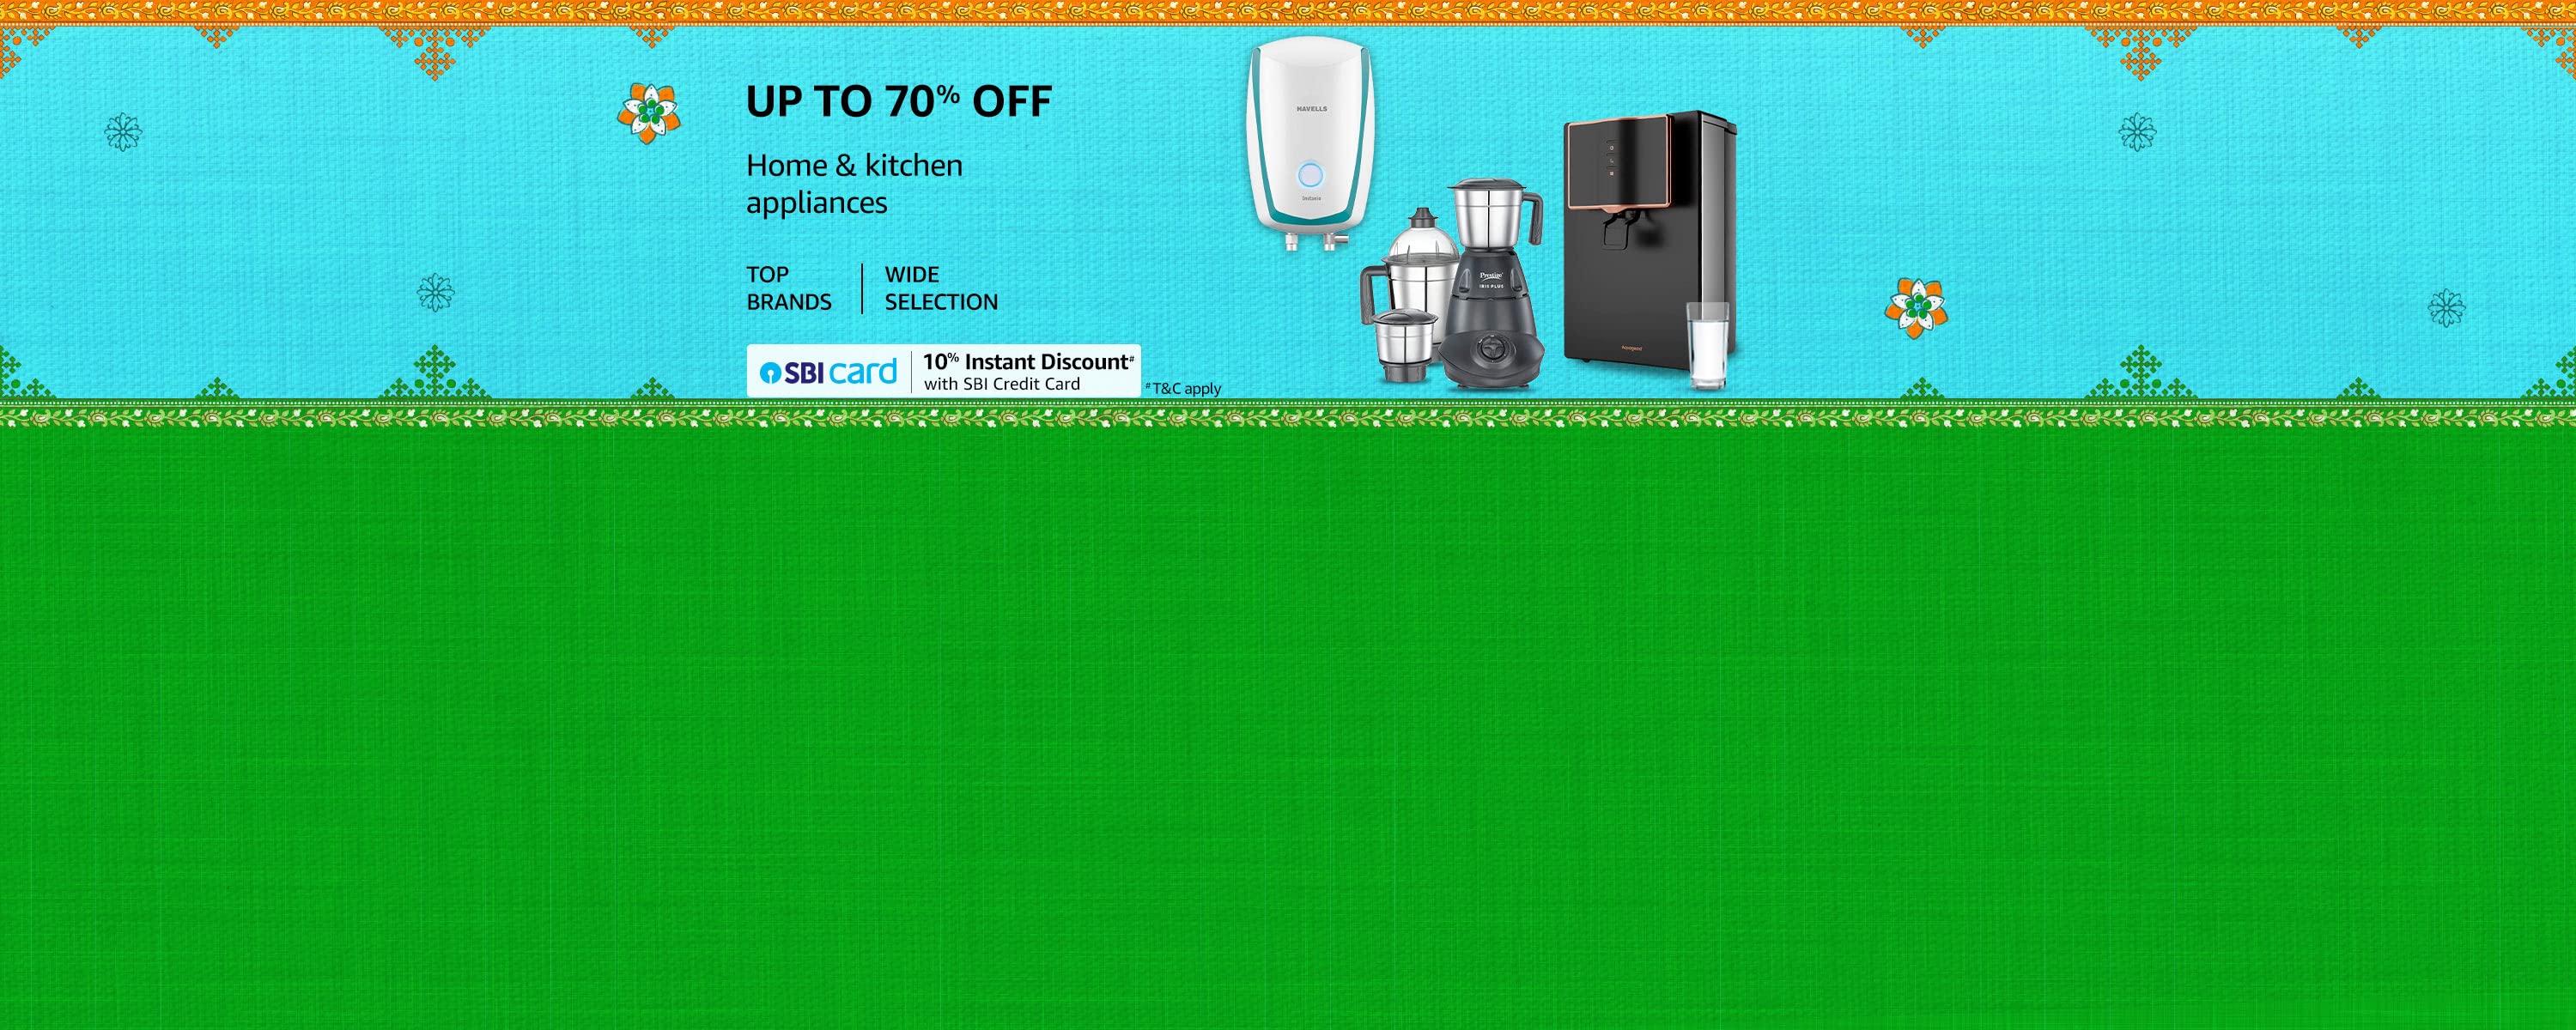 UP TO 70% OFF
Home & kitchen
appliances
TOP
BRANDS
WIDE
SELECTION
SBI card
10% Instant Discount#
with SBI Credit Card
#T&C apply
HAVELLS
Instanio
Prestige
IRIS PLUS
Aquaguard